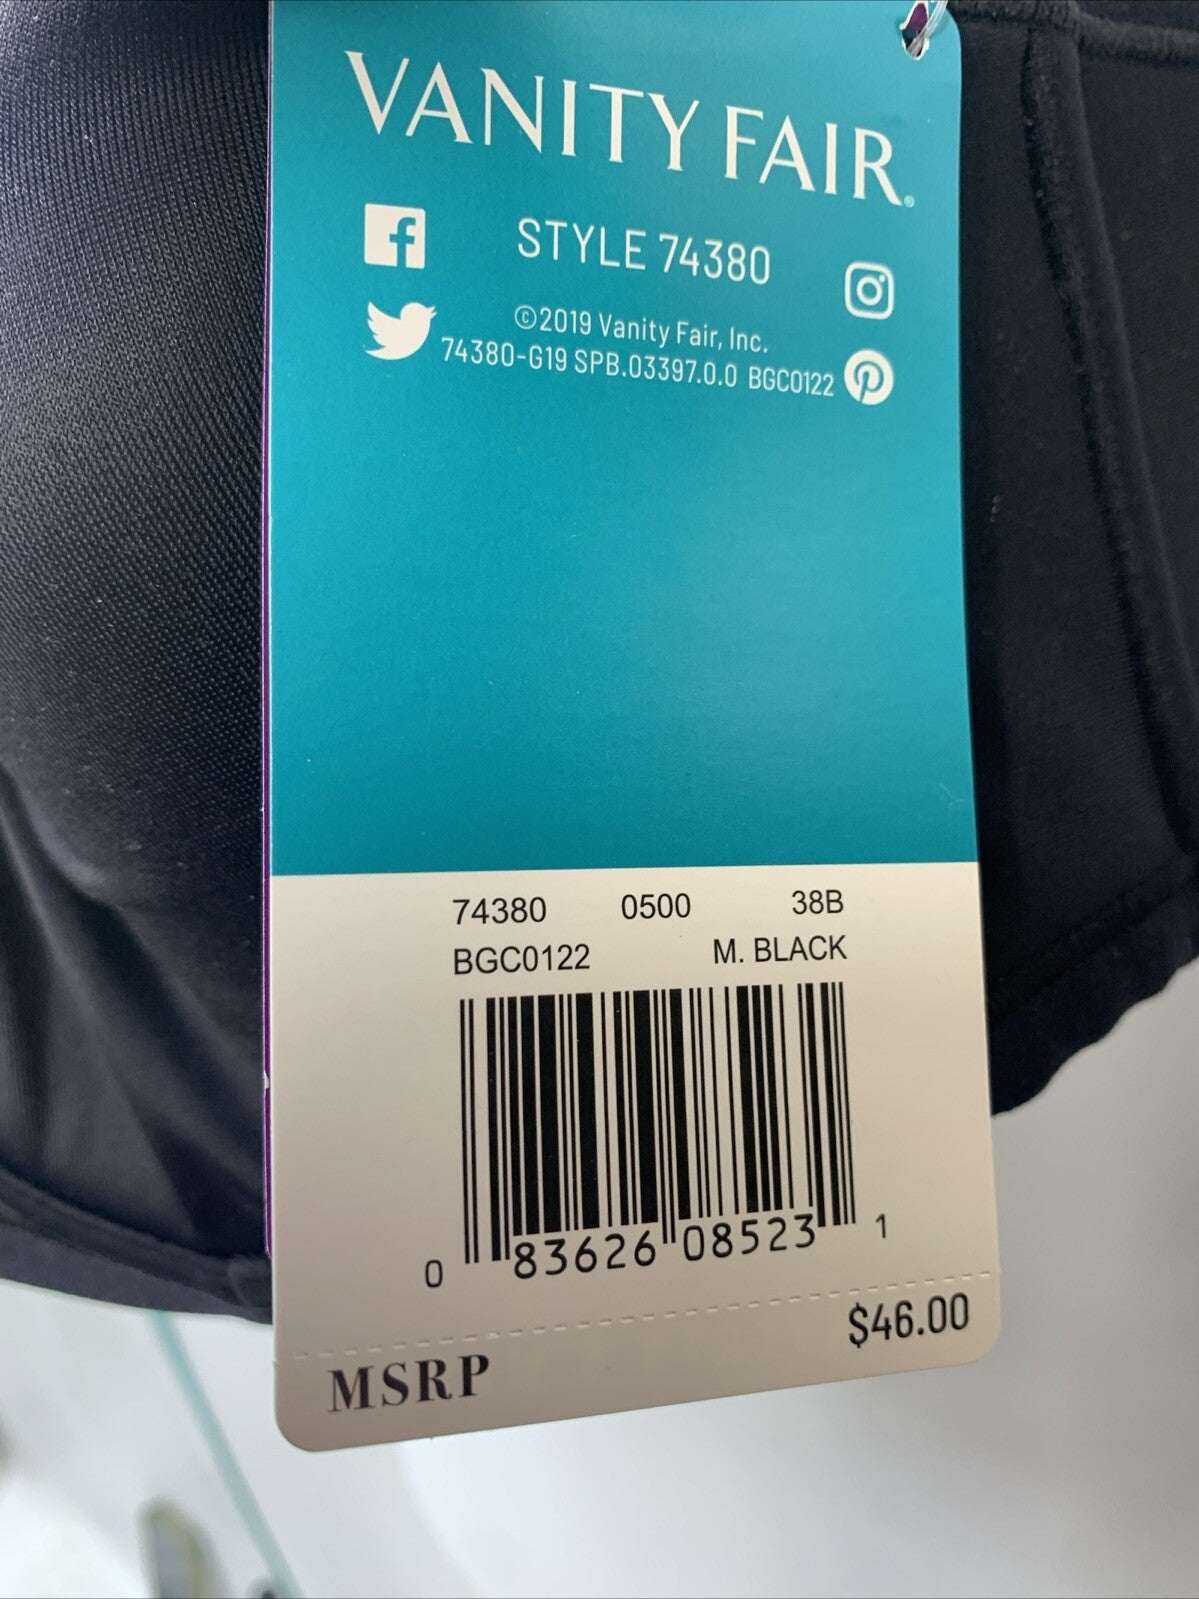 VANITY FAIR®
STYLE 74380
©2019 Vanity Fair, Inc.
74380-G19 SPB.03397.0.0 BGC0122
74380 0500 38B
BGC0122 M. BLACK
0 83626 08523 1
$46.00
MSRP